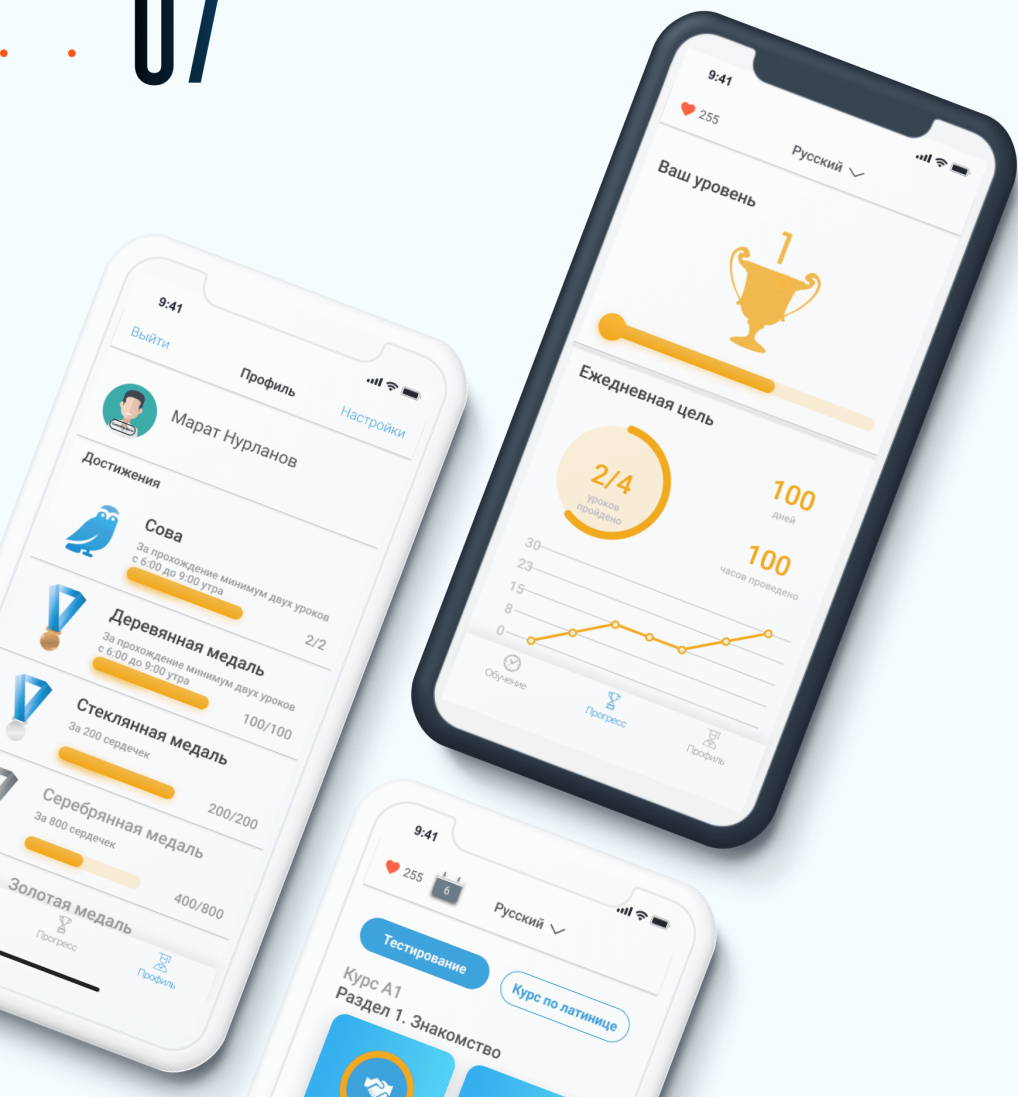 07
9:41
Выйти
Профиль
Настройки
Марат Нурланов
Достижения
Сова
За прохождение минимум двух уроков
с 6:00 до 9:00 утра
2/2
Деревянная медаль
За прохождение минимум двух уроков
с 6:00 до 9:00 утра
100/100
Стеклянная медаль
За 200 сердечек
200/200
Серебрянная медаль
За 800 сердечек
400/800
Золотая медаль
Прогресс
Профиль
9:41
255
Русский
Ваш уровень
1
Ежедневная цель
2/4
уроков
пройдено
100
дней
100
часов проведено
30
23
15
8
0
Обучение
Прогресс
Профиль
9:41
255
6
Русский
Тестирование
Курс по латинице
Курс А1
Раздел 1. Знакомство